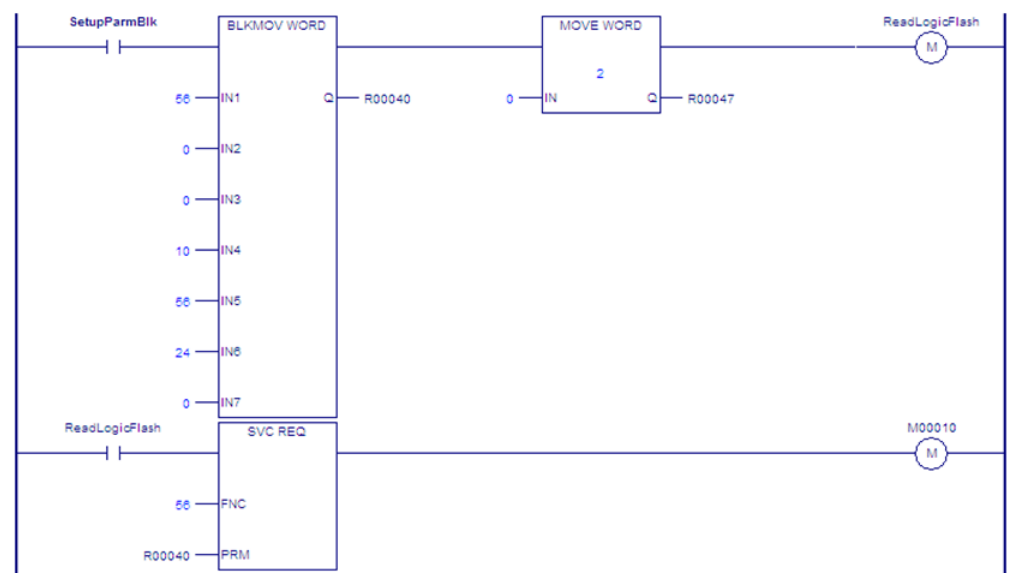 SetupParmBlk BLKMOV WORD MOVE WORD ReadLogicFlash
M
2
56 IN1 Q R00040 0 IN Q R00047
0 IN2
0 IN3
10 IN4
56 IN5
24 IN6
0 IN7
ReadLogicFlash SVC REQ M00010
M
56 FNC
R00040 PRM